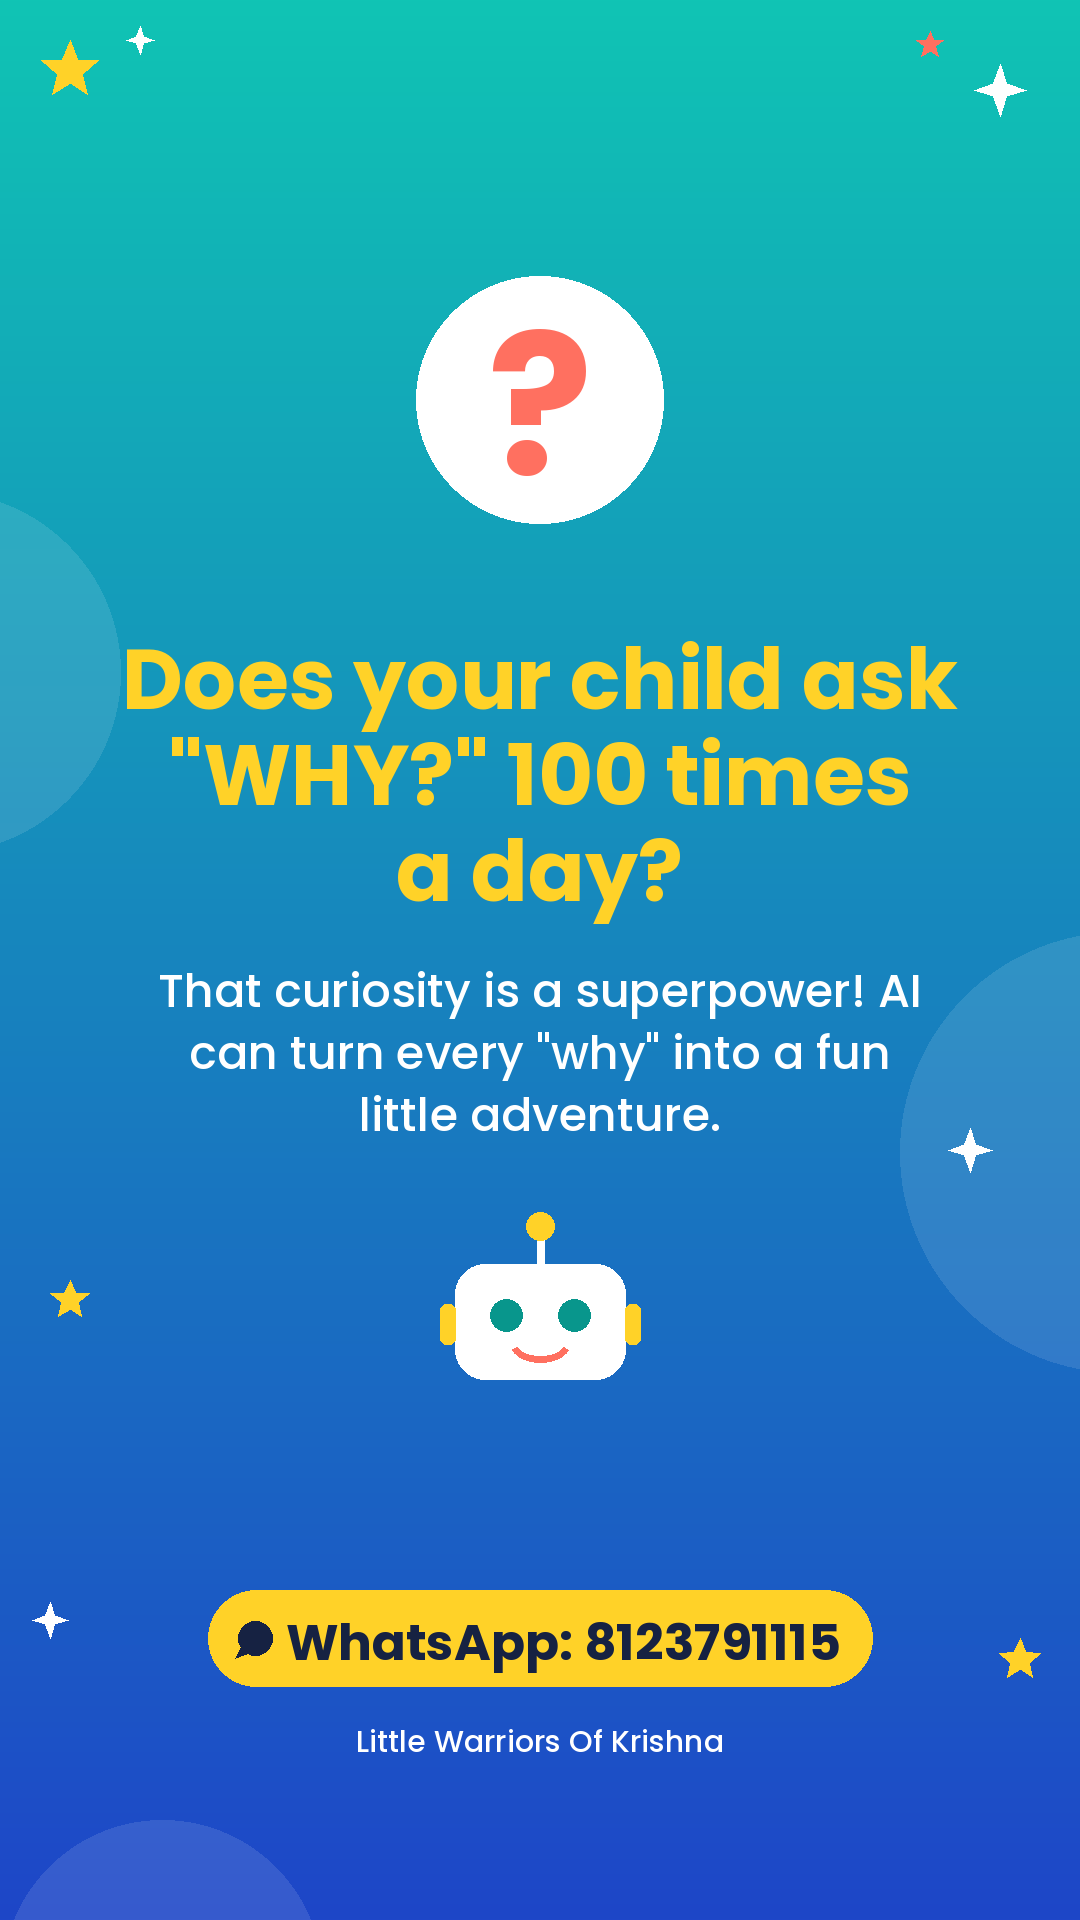 ?
Does your child ask
"WHY?" 100 times
a day?
That curiosity is a superpower! AI
can turn every "why" into a fun
little adventure.
WhatsApp: 8123791115
Little Warriors Of Krishna